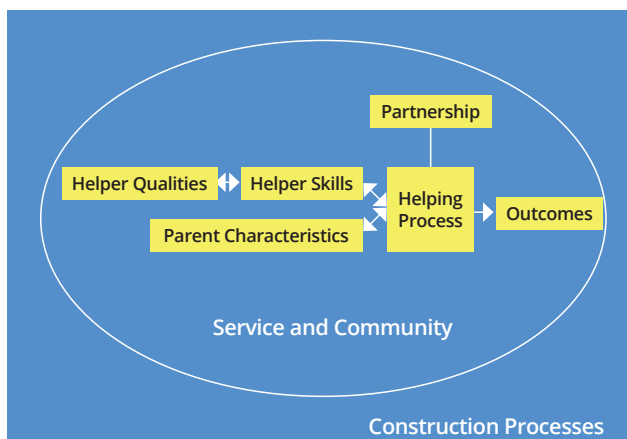 Partnership
Helper Qualities
Helper Skills
Helping
Process
Outcomes
Parent Characteristics
Service and Community
Construction Processes